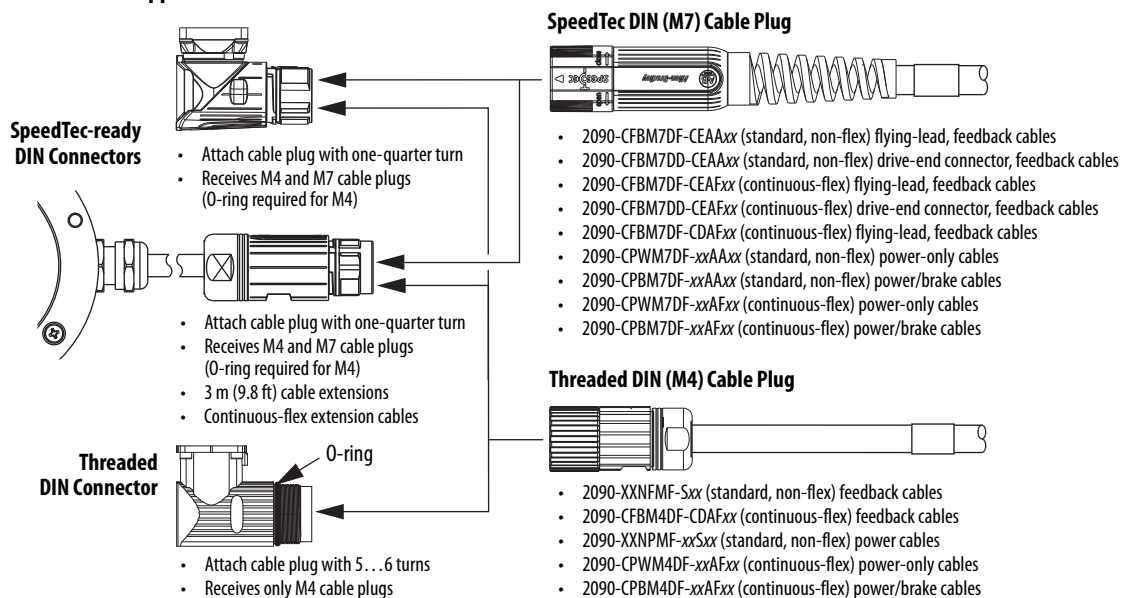 SpeedTec DIN (M7) Cable Plug
SpeedTec-ready
DIN Connectors
• Attach cable plug with one-quarter turn
• Receives M4 and M7 cable plugs
(O-ring required for M4)
• Attach cable plug with one-quarter turn
• Receives M4 and M7 cable plugs
(O-ring required for M4)
• 3 m (9.8 ft) cable extensions
• Continuous-flex extension cables
Threaded
DIN Connector
O-ring
• Attach cable plug with 5…6 turns
• Receives only M4 cable plugs
Allen-Bradley
AB
• 2090-CFBM7DF-CEAAxx (standard, non-flex) flying-lead, feedback cables
• 2090-CFBM7DD-CEAAxx (standard, non-flex) drive-end connector, feedback cables
• 2090-CFBM7DF-CEAFxx (continuous-flex) flying-lead, feedback cables
• 2090-CFBM7DD-CEAFxx (continuous-flex) drive-end connector, feedback cables
• 2090-CFBM7DF-CDAFxx (continuous-flex) flying-lead, feedback cables
• 2090-CPWM7DF-xxAAxx (standard, non-flex) power-only cables
• 2090-CPBM7DF-xxAAxx (standard, non-flex) power/brake cables
• 2090-CPWM7DF-xxAFxx (continuous-flex) power-only cables
• 2090-CPBM7DF-xxAFxx (continuous-flex) power/brake cables
Threaded DIN (M4) Cable Plug
• 2090-XXNFMF-Sxx (standard, non-flex) feedback cables
• 2090-CFBM4DF-CDAFxx (continuous-flex) feedback cables
• 2090-XXNPMF-xxSxx (standard, non-flex) power cables
• 2090-CPWM4DF-xxAFxx (continuous-flex) power-only cables
• 2090-CPBM4DF-xxAFxx (continuous-flex) power/brake cables